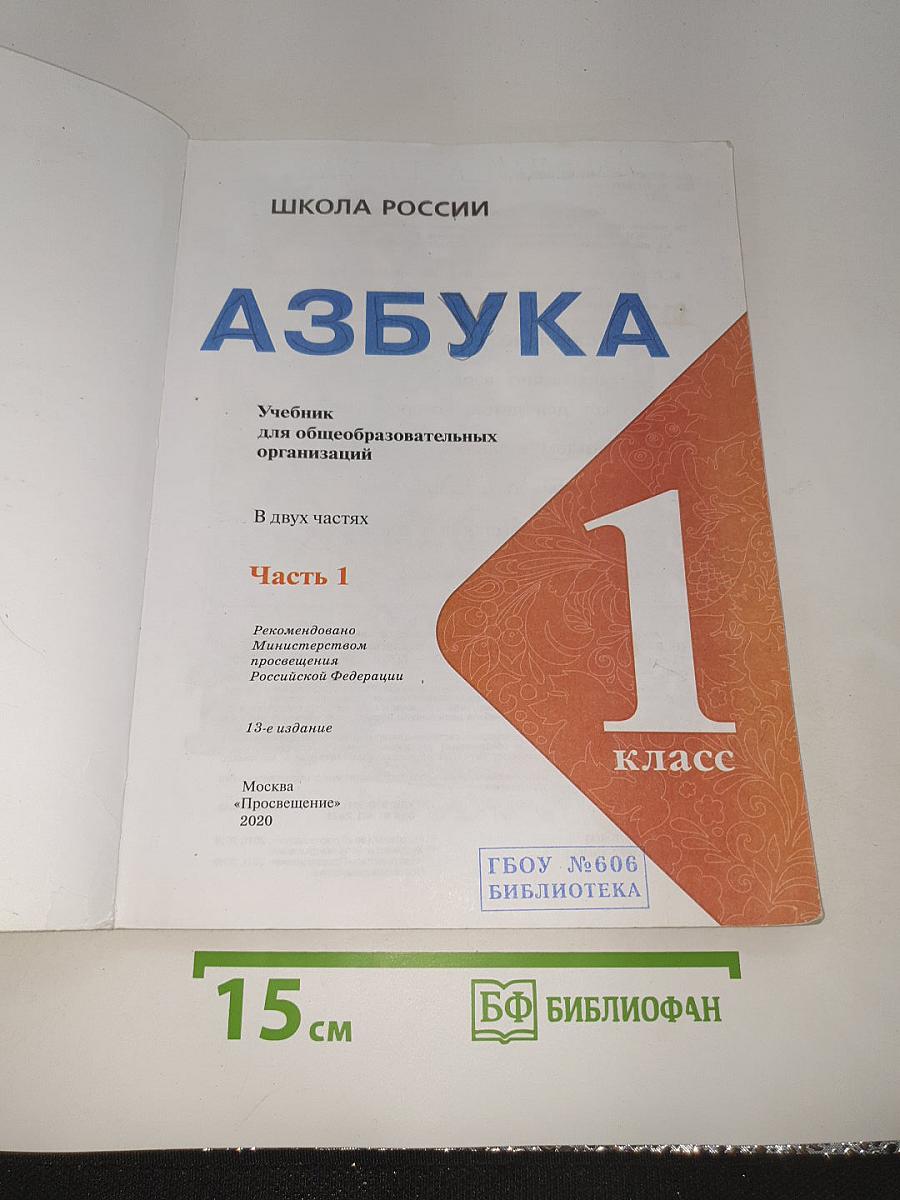 ШКОЛА РОССИИ
АЗБУКА
Учебник
для общеобразовательных
организаций
В двух частях
Часть 1
Рекомендовано
Министерством
просвещения
Российской Федерации
13-е издание
Москва
«Просвещение»
2020
1
класс
ГБОУ №606
БИБЛИОТЕКА
15 см
БФ БИБЛИОФАН